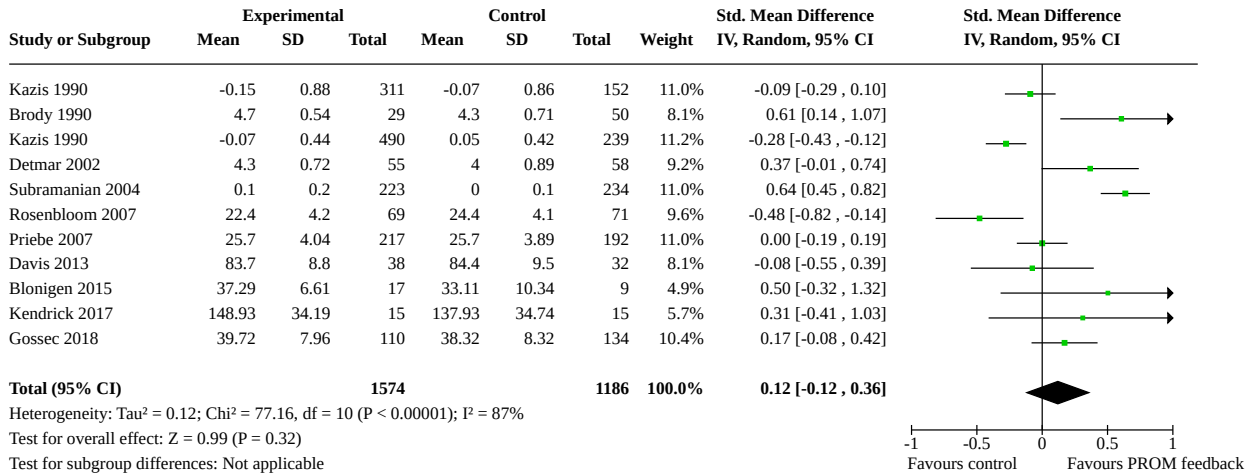 Experimental Control Std. Mean Difference Std. Mean Difference
Study or Subgroup Mean SD Total Mean SD Total Weight IV, Random, 95% CI IV, Random, 95% CI
Kazis 1990 -0.15 0.88 311 -0.07 0.86 152 11.0% -0.09 [-0.29 , 0.10]
Brody 1990 4.7 0.54 29 4.3 0.71 50 8.1% 0.61 [0.14 , 1.07]
Kazis 1990 -0.07 0.44 490 0.05 0.42 239 11.2% -0.28 [-0.43 , -0.12]
Detmar 2002 4.3 0.72 55 4 0.89 58 9.2% 0.37 [-0.01 , 0.74]
Subramanian 2004 0.1 0.2 223 0 0.1 234 11.0% 0.64 [0.45 , 0.82]
Rosenbloom 2007 22.4 4.2 69 24.4 4.1 71 9.6% -0.48 [-0.82 , -0.14]
Priebe 2007 25.7 4.04 217 25.7 3.89 192 11.0% 0.00 [-0.19 , 0.19]
Davis 2013 83.7 8.8 38 84.4 9.5 32 8.1% -0.08 [-0.55 , 0.39]
Blonigen 2015 37.29 6.61 17 33.11 10.34 9 4.9% 0.50 [-0.32 , 1.32]
Kendrick 2017 148.93 34.19 15 137.93 34.74 15 5.7% 0.31 [-0.41 , 1.03]
Gossec 2018 39.72 7.96 110 38.32 8.32 134 10.4% 0.17 [-0.08 , 0.42]
Total (95% CI) 1574 1186 100.0% 0.12 [-0.12 , 0.36]
Heterogeneity: Tau² = 0.12; Chi² = 77.16, df = 10 (P < 0.00001); I² = 87%
Test for overall effect: Z = 0.99 (P = 0.32)
Test for subgroup differences: Not applicable
-1 -0.5 0 0.5 1
Favours control Favours PROM feedback